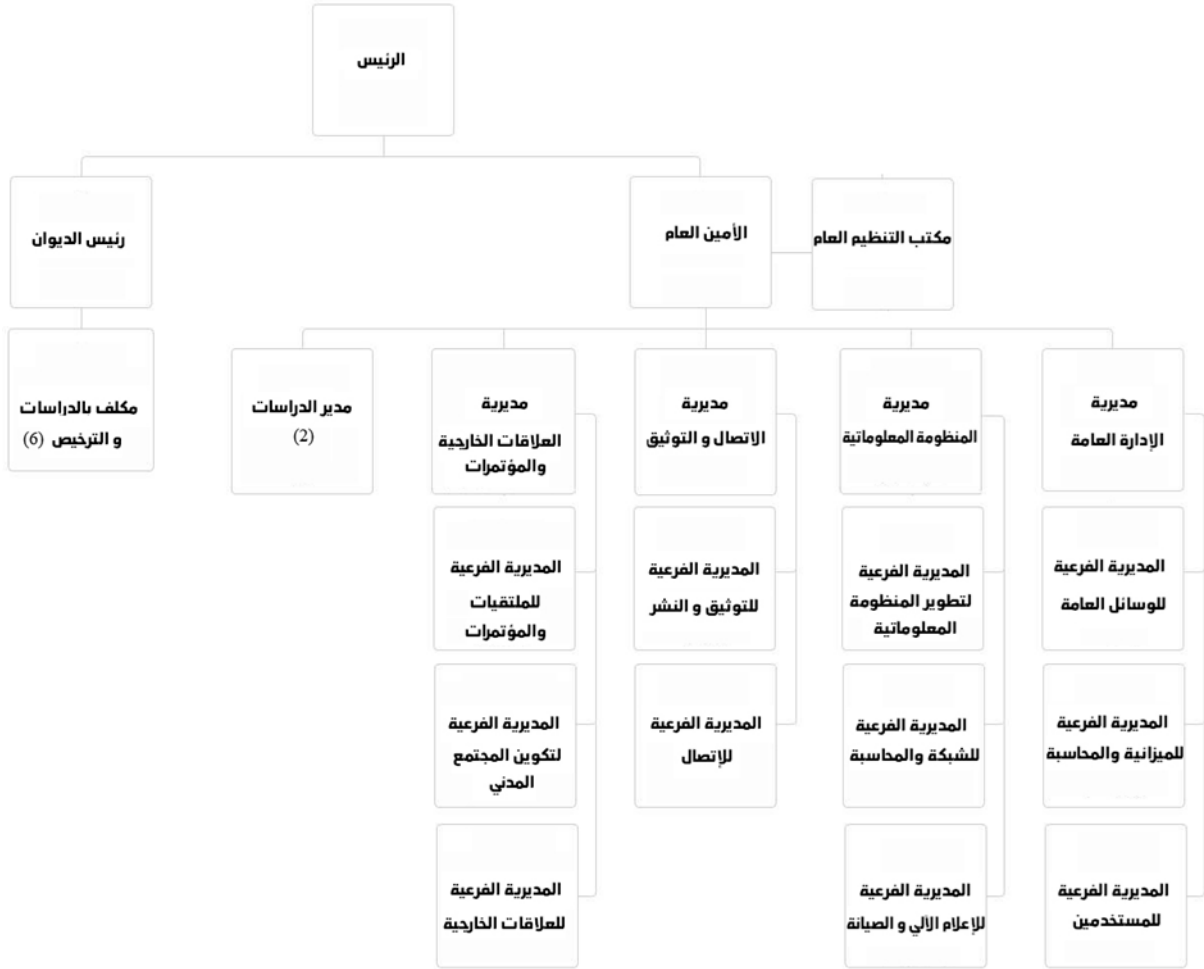 الرئيس
مكتب التنظيم العام
الأمين العام
رئيس الديوان
مديرية
الإدارة العامة
مديرية
المنظومة المعلوماتية
مديرية
الاتصال و التوثيق
مديرية
العلاقات الخارجية
والمؤتمرات
مدير الدراسات
(2)
مكلف بالدراسات
و الترخيص (6)
المديرية الفرعية
للوسائل العامة
المديرية الفرعية
لتطوير المنظومة
المعلوماتية
المديرية الفرعية
للتوثيق و النشر
المديرية الفرعية
للملتقيات
والمؤتمرات
المديرية الفرعية
للميزانية والمحاسبة
المديرية الفرعية
للشبكة والمحاسبة
المديرية الفرعية
للإتصال
المديرية الفرعية
لتكوين المجتمع
المدني
المديرية الفرعية
للمستخدمين
المديرية الفرعية
للإعلام الآلي و الصيانة
المديرية الفرعية
للعلاقات الخارجية